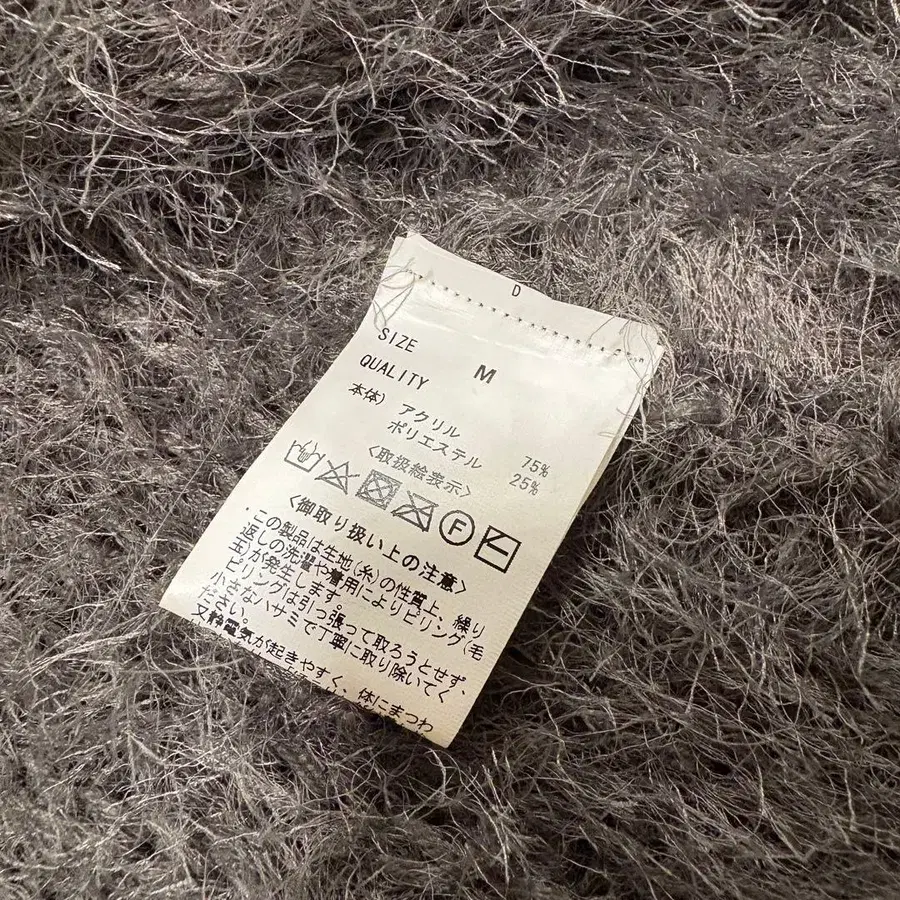 D
SIZE M
QUALITY
本体) アクリル 75%
ポリエステル 25%
<取扱絵表示>
F
<御取り扱い上の注意>
・この製品は生地(糸)の性質上、繰り
返しの洗濯や着用によりピリング(毛
玉)が発生します。
ピリングは引っ張って取ろうとせず、
小さなハサミで丁寧に取り除いてく
ださい。
又静電気が起きやすく、体にまつわ